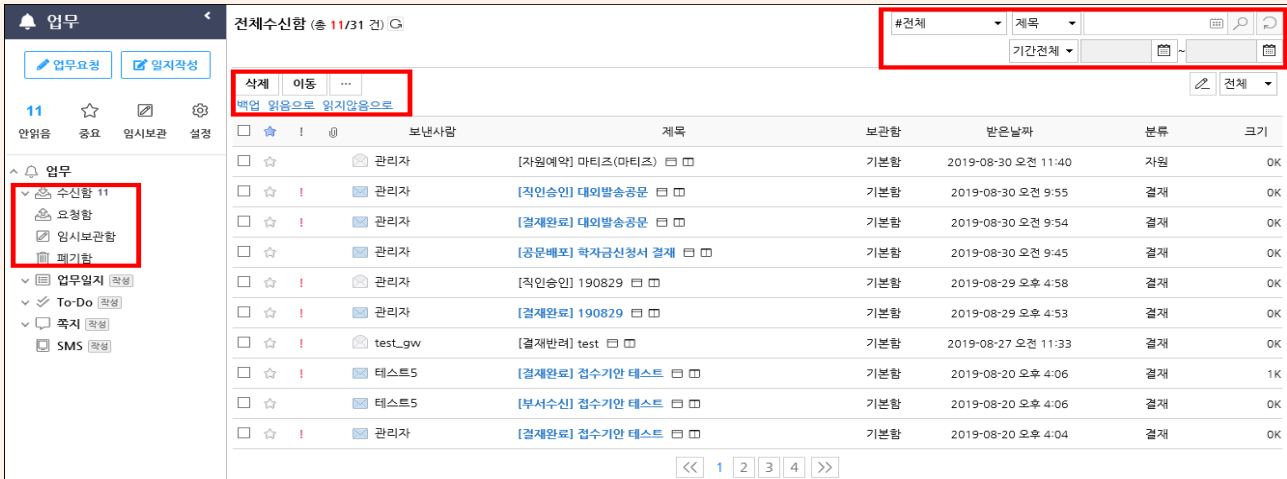 업무
업무요청 일지작성
11
안읽음 중요 임시보관 설정
업무
수신함 11
요청함
임시보관함
폐기함
업무일지 작성
To-Do 작성
쪽지 작성
SMS 작성
전체수신함 (총 11/31 건)
#전체 제목
기간전체 ~
삭제 이동 ...
백업 읽음으로 읽지않음으로
전체
! 보낸사람 제목 보관함 받은날짜 분류 크기
관리자 [자원예약] 마티즈(마티즈) 기본함 2019-08-30 오전 11:40 자원 0K
! 관리자 [직인승인] 대외발송공문 기본함 2019-08-30 오전 9:55 결재 0K
! 관리자 [결재완료] 대외발송공문 기본함 2019-08-30 오전 9:54 결재 0K
관리자 [공문배포] 학자금신청서 결재 기본함 2019-08-30 오전 9:45 결재 0K
! 관리자 [직인승인] 190829 기본함 2019-08-29 오후 4:58 결재 0K
! 관리자 [결재완료] 190829 기본함 2019-08-29 오후 4:53 결재 0K
! test_gw [결재반려] test 기본함 2019-08-27 오전 11:33 결재 0K
! 테스트5 [결재완료] 접수기안 테스트 기본함 2019-08-20 오후 4:06 결재 1K
테스트5 [부서수신] 접수기안 테스트 기본함 2019-08-20 오후 4:06 결재 0K
! 관리자 [결재완료] 접수기안 테스트 기본함 2019-08-20 오후 4:04 결재 0K
<< 1 2 3 4 >>